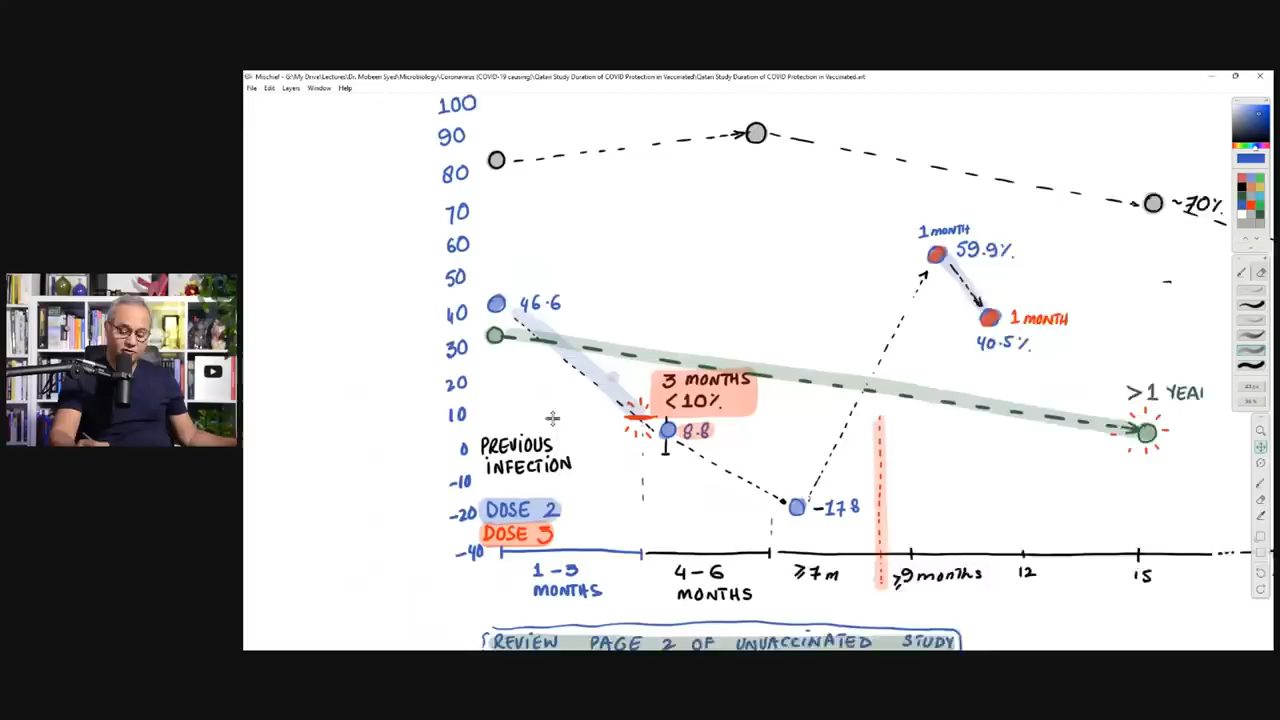 Mischief - G:\My Drive\Lectures\Dr. Mobeen Syed\Microbiology\Coronavirus (COVID-19 causing)\Qatari Study Duration of COVID Protection in Vaccinated\Qatari Study Duration of COVID Protection in Vaccinated.art
File Edit Layers Window Help
100
90
80
70
60
50
40
30
20
10
0
-10
-20
-40
~70%
1 MONTH
59.9%
1 MONTH
40.5%
46.6
3 MONTHS
<10%
8.8
>1 YEAR
PREVIOUS
INFECTION
-17.8
DOSE 2
DOSE 3
1-3
MONTHS
4-6
MONTHS
≥7m
≥9months
12
15
REVIEW PAGE 2 OF UNVACCINATED STUDY